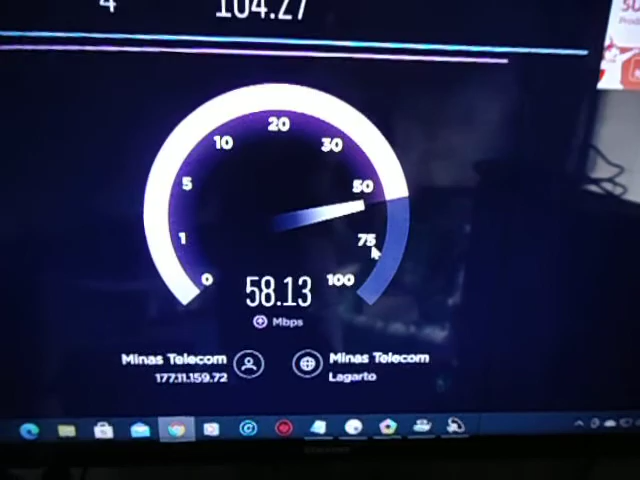 4 104.27
20
10 30
5 50
1 75
0 58.13 100
Mbps
Minas Telecom
177.11.159.72
Minas Telecom
Lagarto